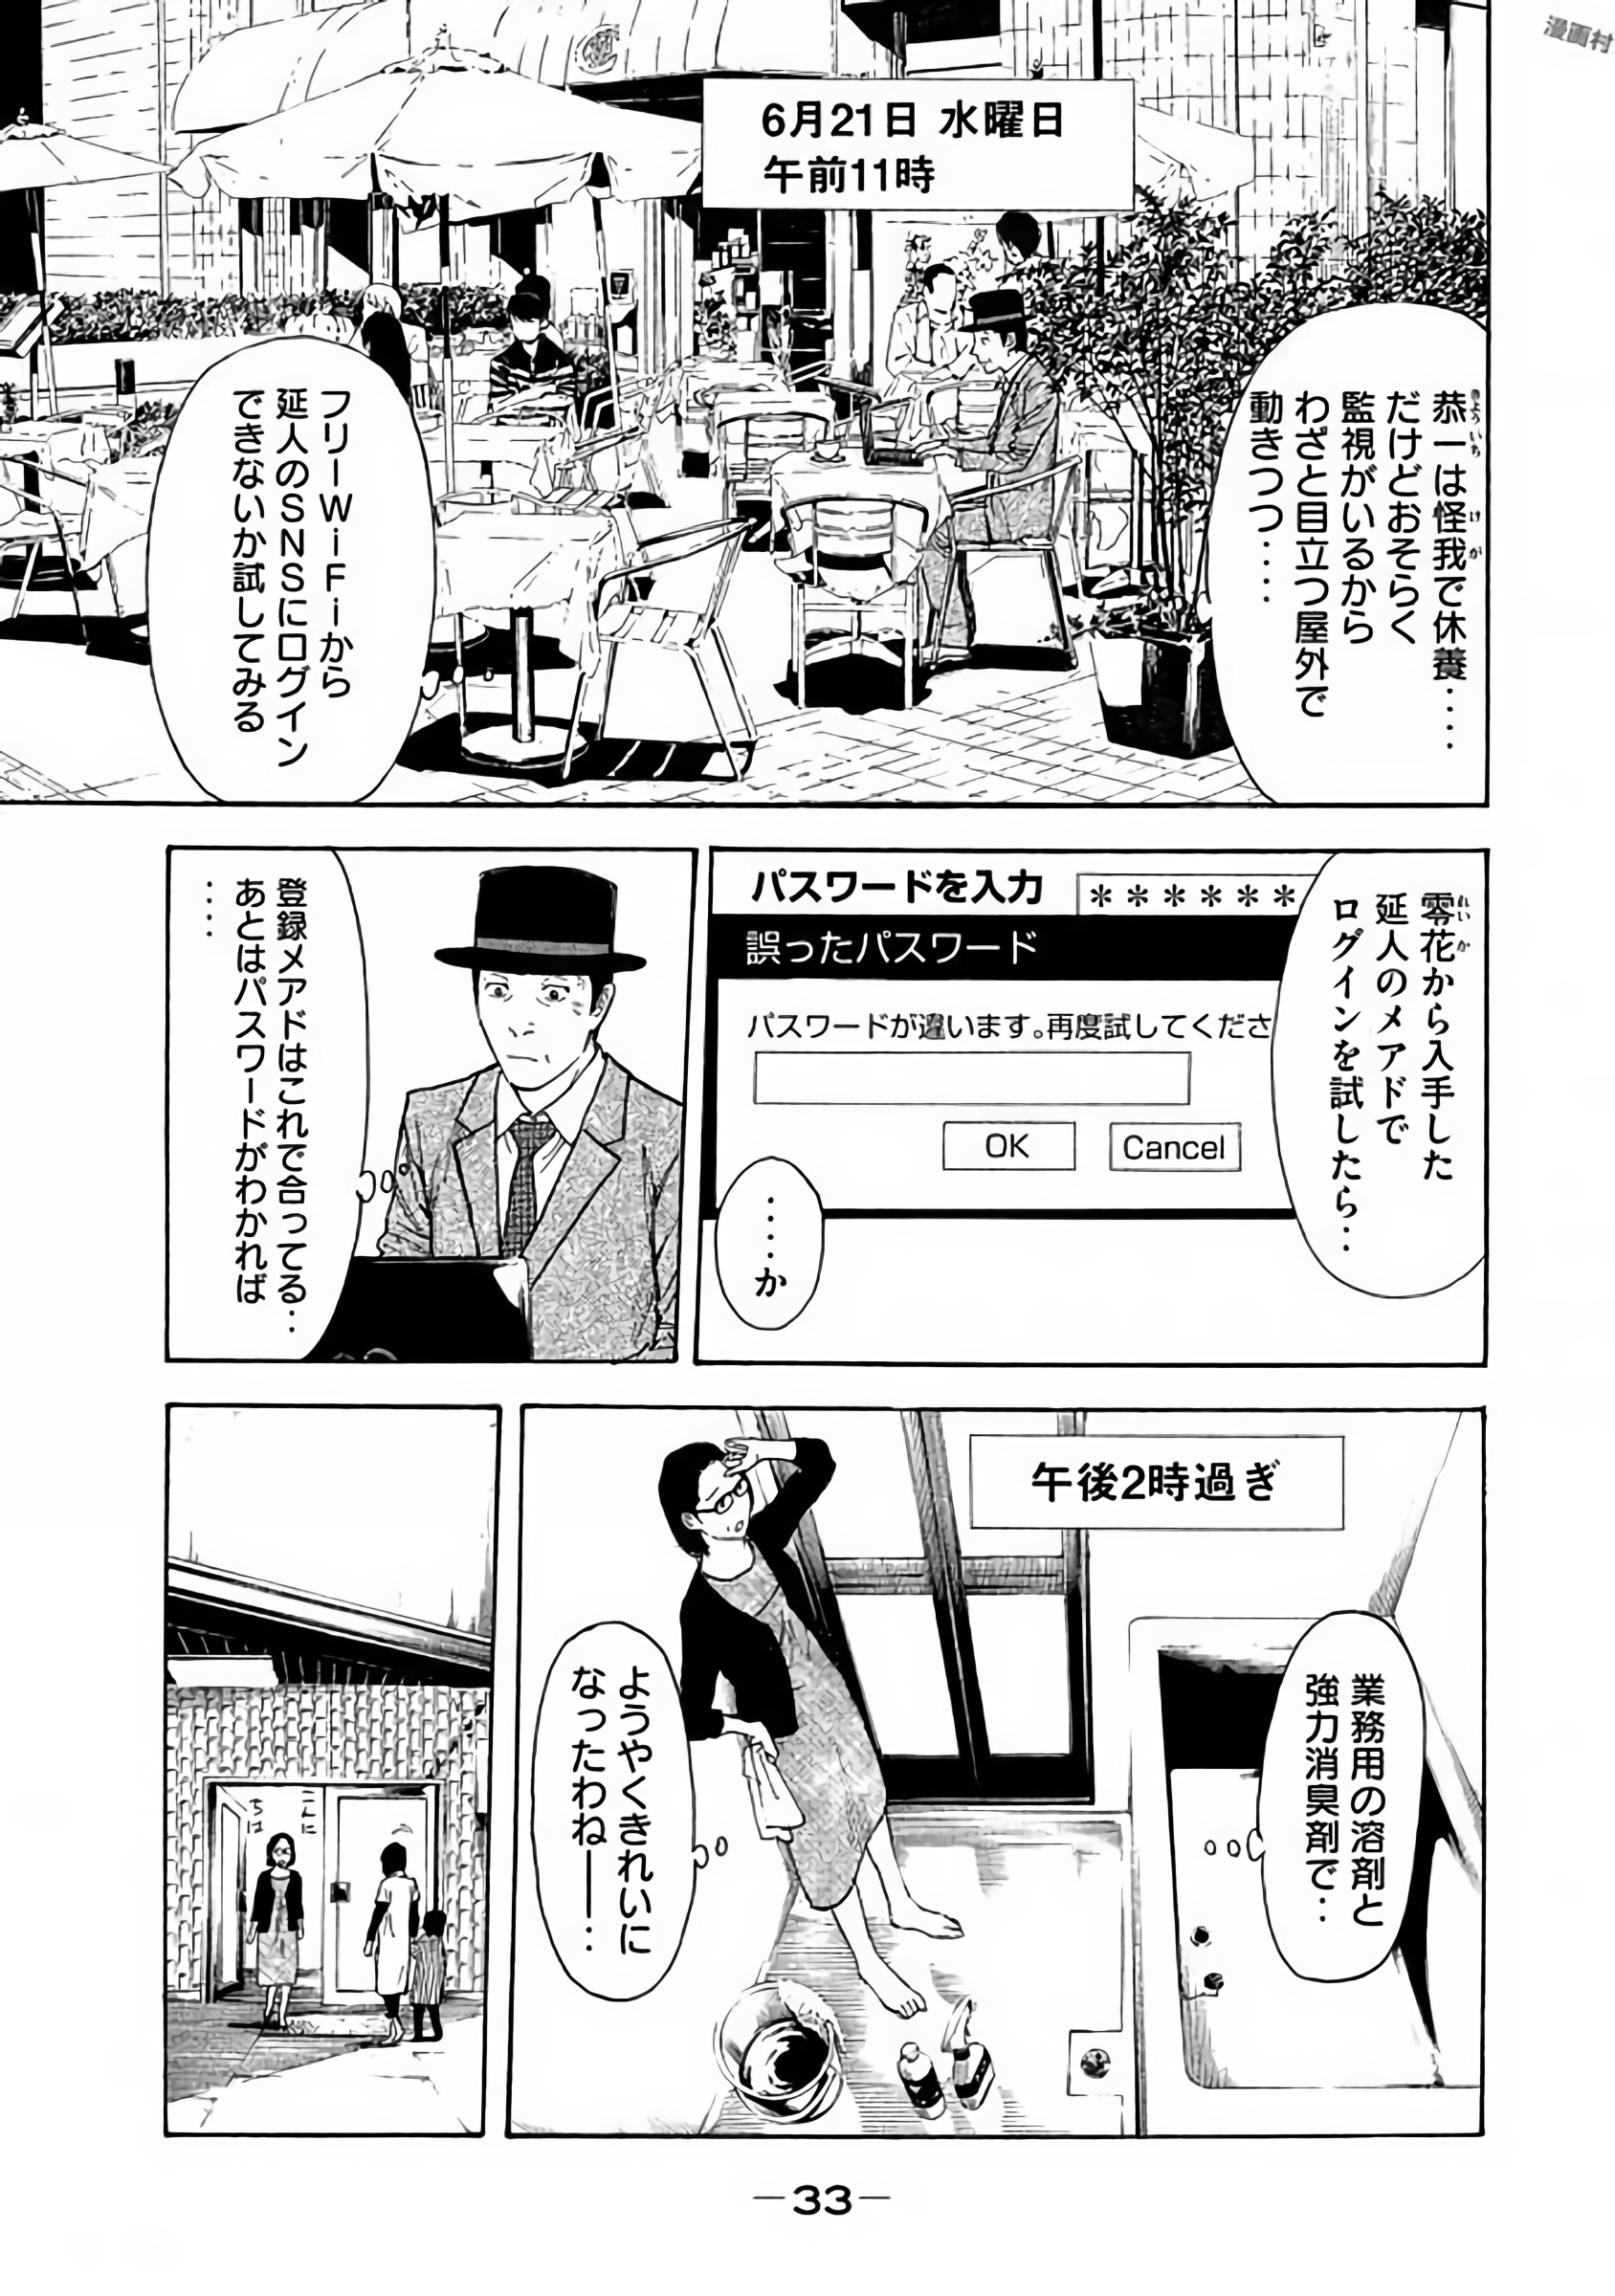 漫画村
6月21日 水曜日
午前11時
恭一は怪我で休養‥‥
きょういち
けが
だけどおそらく
監視がいるから
わざと目立つ屋外で
動きつつ‥‥
フリーWiFiから
延人のSNSにログイン
できないか試してみる
零花から入手した
れいか
延人のメアドで
ログインを試したら‥
パスワードを入力
******
誤ったパスワード
パスワードが違います。再度試してくださ
OK
Cancel
‥‥か
登録メアドはこれで合ってる‥
あとはパスワードがわかれば
‥‥
午後2時過ぎ
業務用の溶剤と
強力消臭剤で‥
ようやくきれいに
なったわね──‥
こんに
ちは
—33—